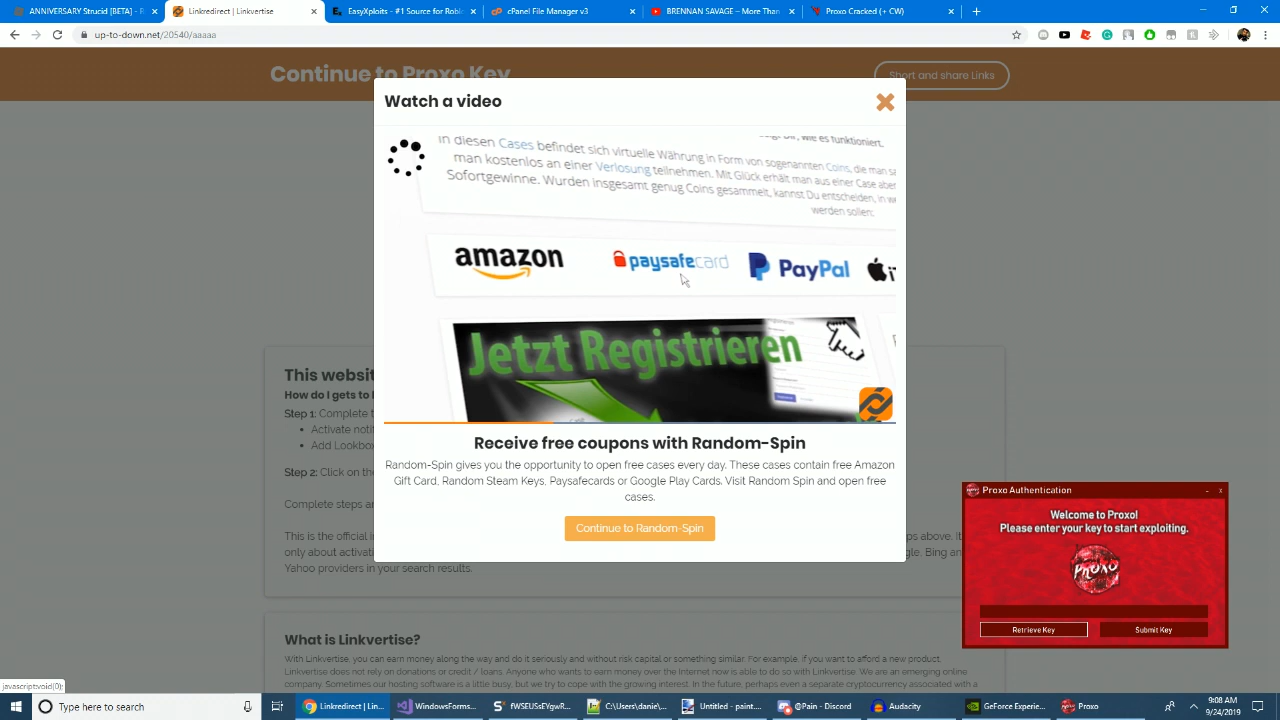 ANNIVERSARY Strucid [BETA] - R
Linkredirect | Linkvertise
EasyXploits - #1 Source for Roblo
cPanel File Manager v3
BRENNAN SAVAGE – More Than
Proxo Cracked (+ CW)
up-to-down.net/20540/aaaaa
Continue to Proxo Key
Short and share Links
Watch a video
In diesen Cases befindet sich virtuelle Währung in Form von sogenannten Coins, die man sa
man kostenlos an einer Verlosung teilnehmen. Mit Glück erhält man aus einer Case aber
Sofortgewinne. Wurden insgesamt genug Coins gesammelt, kannst Du entscheiden, in we
werden sollen:
amazon
paysafecard
PayPal
Jetzt Registrieren
Receive free coupons with Random-Spin
Random-Spin gives you the opportunity to open free cases every day. These cases contain free Amazon
Gift Card, Random Steam Keys, Paysafecards or Google Play Cards. Visit Random Spin and open free
cases.
Continue to Random-Spin
This websit
How do I gets to
Step 1: Complete t
Activate noti
Add Lookbo
Step 2: Click on the
Complete steps ar
This is the official l
ps above. It
only about activati
gle, Bing an
Yahoo providers in your search results.
What is Linkvertise?
With Linkvertise, you can earn money along the way and do it seriously and without risk capital or something similar. For example, if you want to afford a new product,
Linkvertise does not rely on donations or credit / loans. Anyone who wants to earn money over the Internet now is able to do so with Linkvertise. We are an emerging online
company. Sometimes our hosting software is a little busy, but we try to cope with the growing interest. In the future, perhaps even a separate cryptocurrency associated with a
Proxo Authentication
Welcome to Proxo!
Please enter your key to start exploiting.
PROXO
Retrieve Key
Submit Key
javascript:void(0);
Type here to search
Linkredirect | Lin...
WindowsForms...
fWSEUSsEYgwR...
C:\Users\danie\...
Untitled - paint....
@Pain - Discord
Audacity
GeForce Experie...
Proxo
9:08 AM
9/24/2019